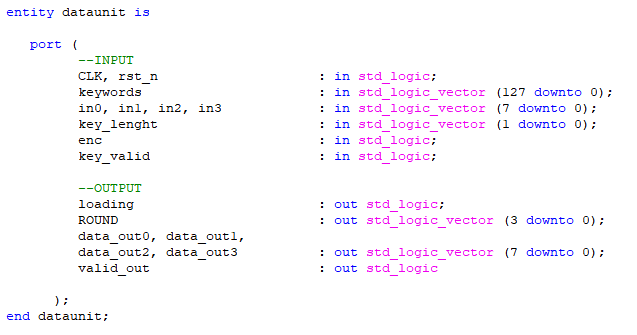 entity dataunit is
port (
--INPUT
CLK, rst_n : in std_logic;
keywords : in std_logic_vector (127 downto 0);
in0, in1, in2, in3 : in std_logic_vector (7 downto 0);
key_lenght : in std_logic_vector (1 downto 0);
enc : in std_logic;
key_valid : in std_logic;
--OUTPUT
loading : out std_logic;
ROUND : out std_logic_vector (3 downto 0);
data_out0, data_out1,
data_out2, data_out3 : out std_logic_vector (7 downto 0);
valid_out : out std_logic
);
end dataunit;